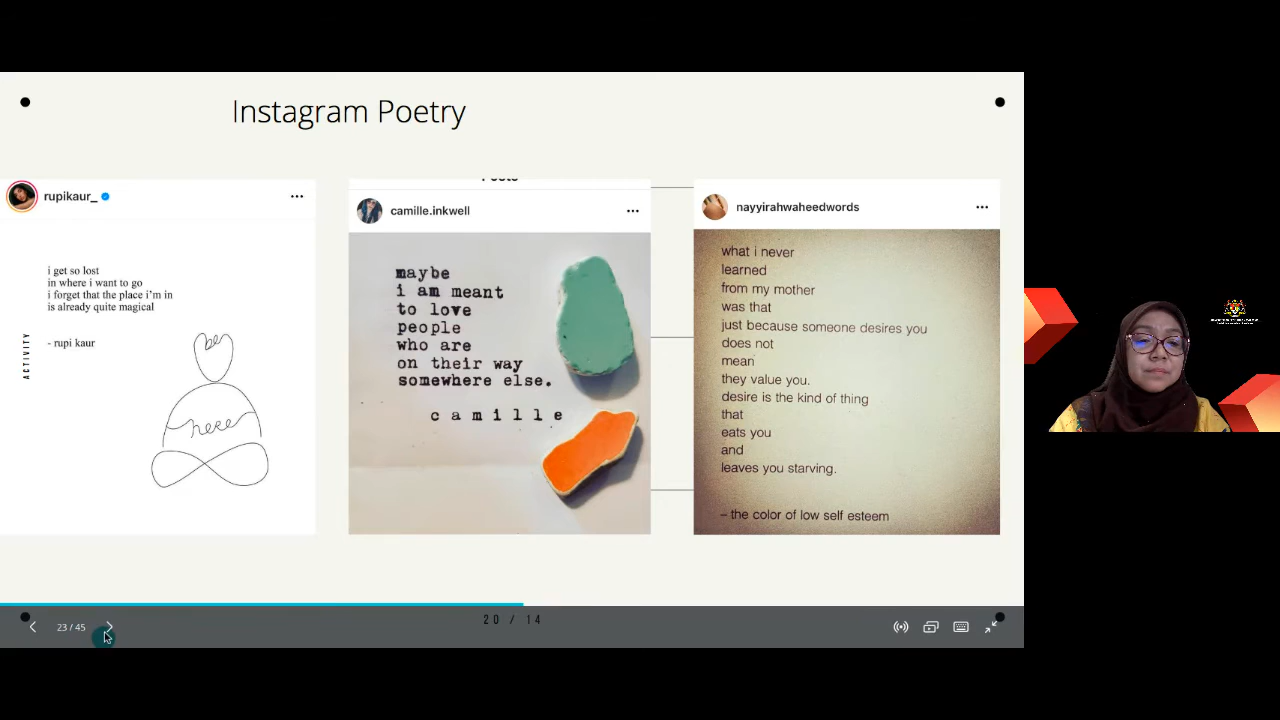 Instagram Poetry
rupikaur_
i get so lost
in where i want to go
i forget that the place i'm in
is already quite magical
- rupi kaur
be
here
ACTIVITY
Posts
camille.inkwell
maybe
i am meant
to love
people
who are
on their way
somewhere else.
camille
nayyirahwaheedwords
what i never
learned
from my mother
was that
just because someone desires you
does not
mean
they value you.
desire is the kind of thing
that
eats you
and
leaves you starving.
– the color of low self esteem
23 / 45
20 / 14